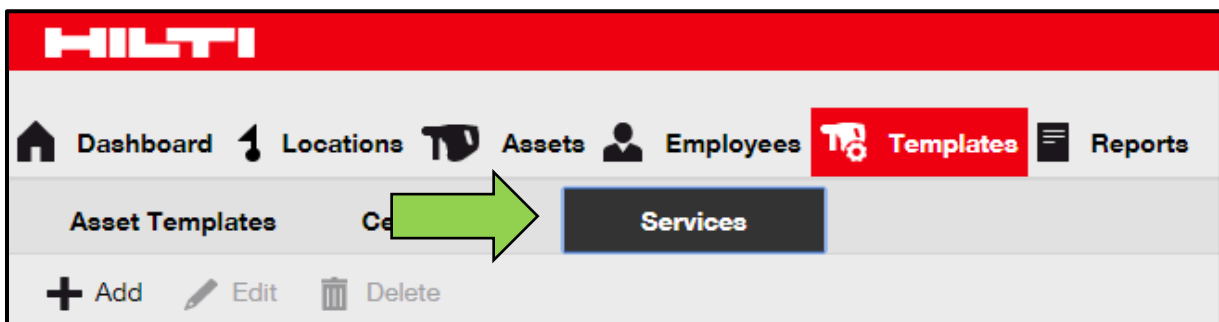 HILTI
Dashboard Locations Assets Employees Templates Reports
Asset Templates Services
Add Edit Delete